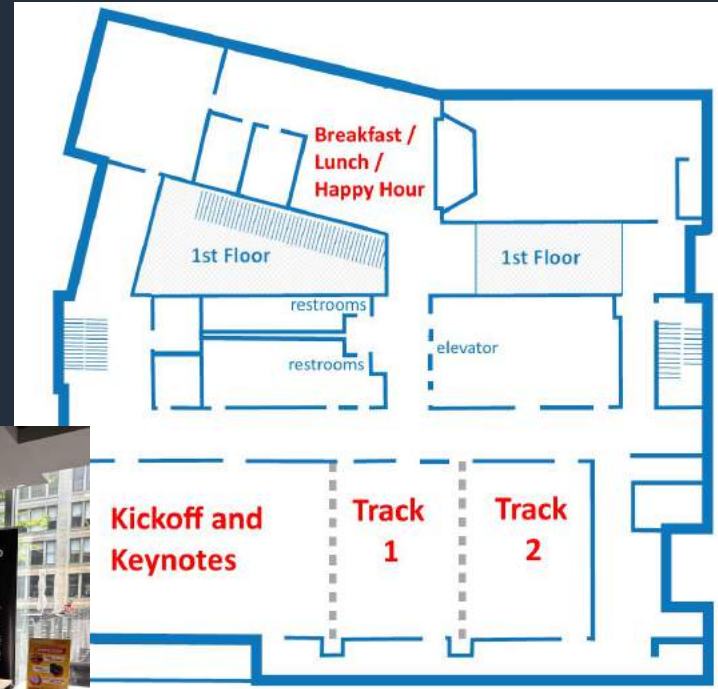 Breakfast /
Lunch /
Happy Hour
1st Floor
1st Floor
restrooms
elevator
restrooms
Kickoff and
Keynotes
Track
1
Track
2